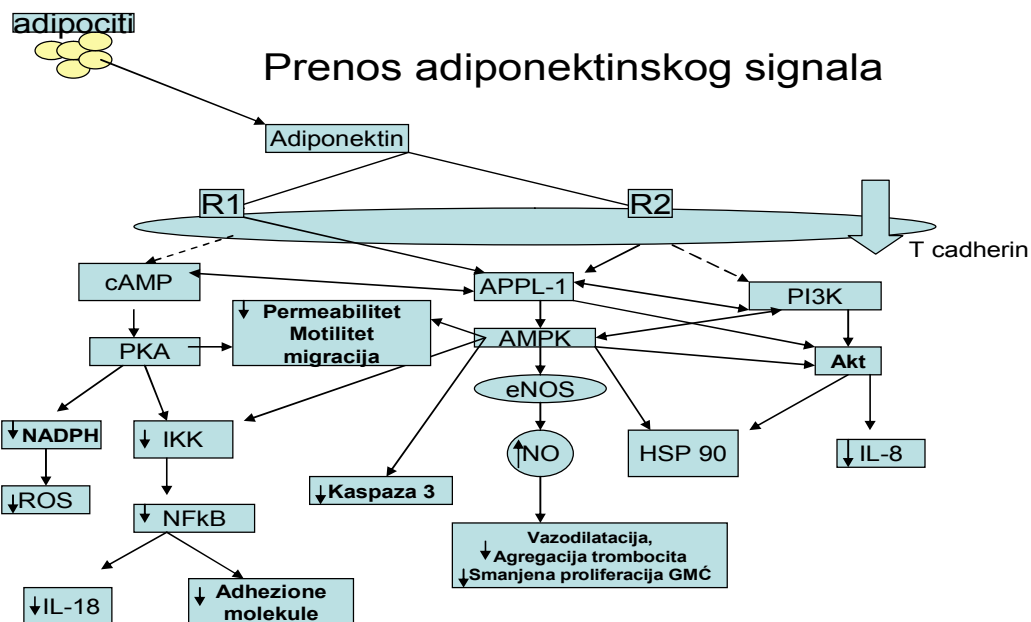 adipociti
Prenos adiponektinskog signala
Adiponektin
R1
R2
T cadherin
cAMP
APPL-1
PI3K
↓ Permeabilitet
Motilitet
migracija
PKA
AMPK
Akt
eNOS
↓ NADPH
↓ IKK
↑NO
HSP 90
↓ IL-8
↓ROS
↓Kaspaza 3
↓ NFkB
Vazodilatacija,
↓ Agregacija trombocita
↓Smanjena proliferacija GMĆ
↓IL-18
↓ Adhezione
molekule